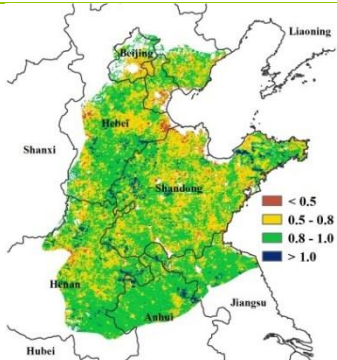 Liaoning
Beijing
Hebei
Shanxi
Shandong
< 0.5
0.5 - 0.8
0.8 - 1.0
> 1.0
Henan
Jiangsu
Anhui
Hubei